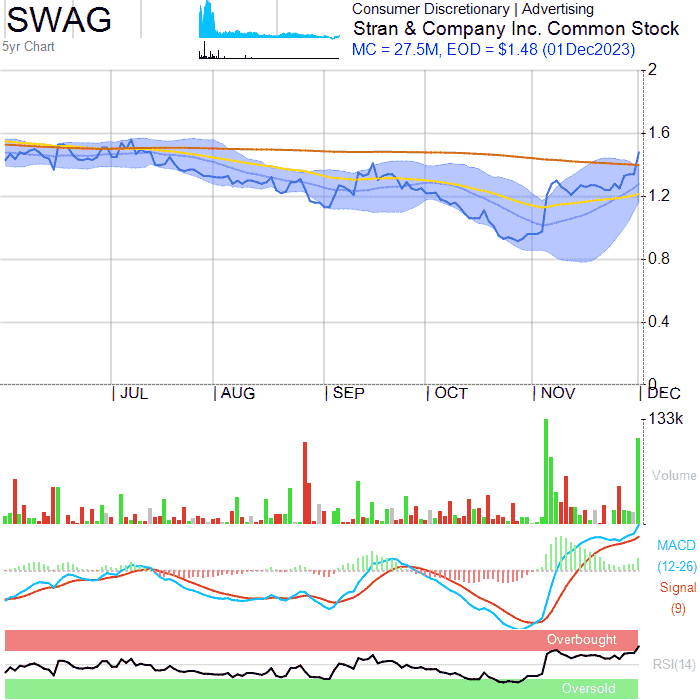 SWAG
5yr Chart
Consumer Discretionary | Advertising
Stran & Company Inc. Common Stock
MC = 27.5M, EOD = $1.48 (01Dec2023)
2
1.6
1.2
0.8
0.4
0
| JUL | AUG | SEP | OCT | NOV | DEC
133k
Volume
MACD
(12-26)
Signal
(9)
Overbought
RSI(14)
Oversold